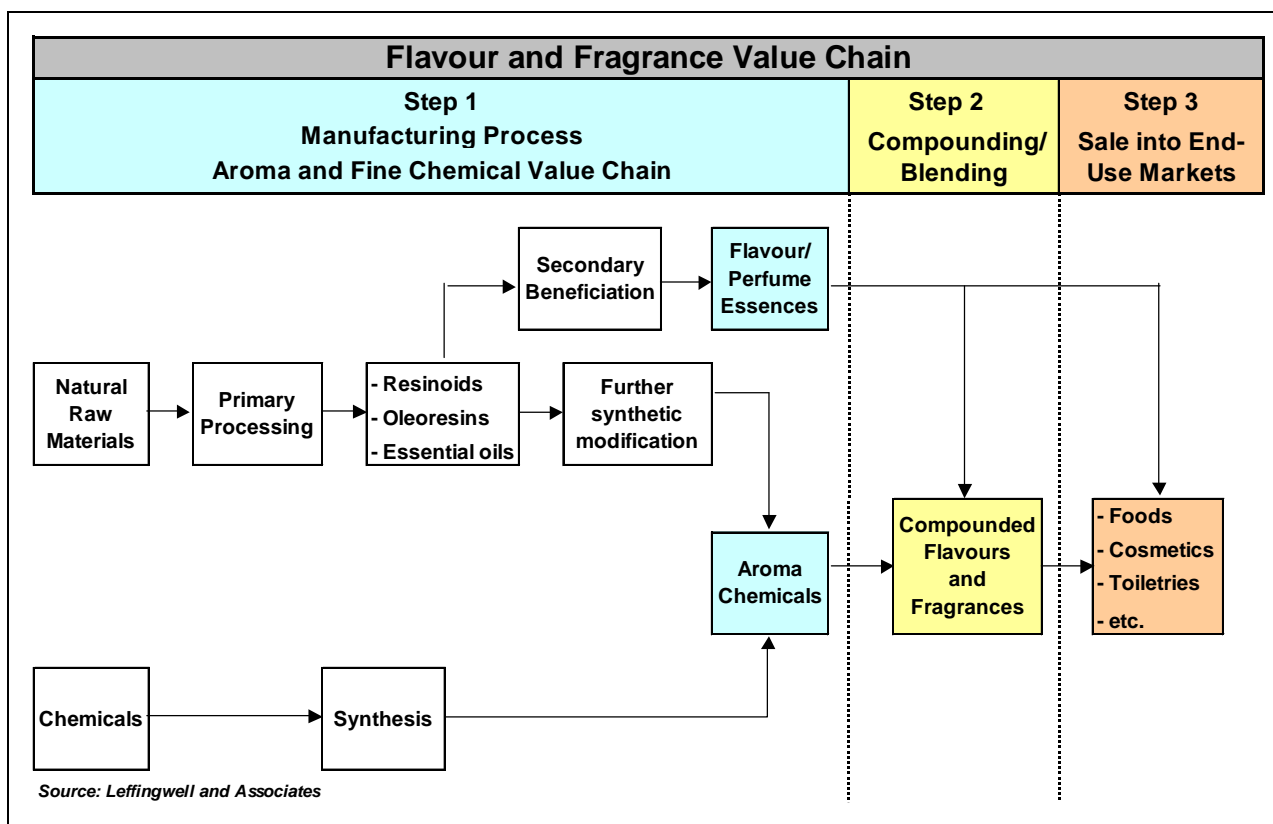 Flavour and Fragrance Value Chain
Step 1
Manufacturing Process
Aroma and Fine Chemical Value Chain
Step 2
Compounding/
Blending
Step 3
Sale into End-
Use Markets
Secondary
Beneficiation
Flavour/
Perfume
Essences
Natural
Raw
Materials
Primary
Processing
- Resinoids
- Oleoresins
- Essential oils
Further
synthetic
modification
Aroma
Chemicals
Compounded
Flavours
and
Fragrances
- Foods
- Cosmetics
- Toiletries
- etc.
Chemicals
Synthesis
Source: Leffingwell and Associates